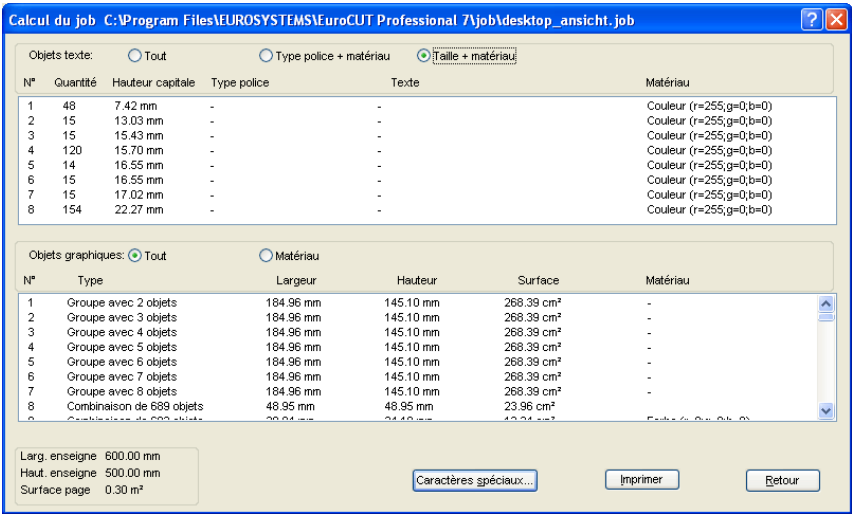 Calcul du job C:\Program Files\EUROSYSTEMS\EuroCUT Professional 7\job\desktop_ansicht.job
Objets texte: Tout Type police + matériau Taille + matériau
N° Quantité Hauteur capitale Type police Texte Matériau
1 48 7.42 mm - - Couleur (r=255;g=0;b=0)
2 15 13.03 mm - - Couleur (r=255;g=0;b=0)
3 15 15.43 mm - - Couleur (r=255;g=0;b=0)
4 120 15.70 mm - - Couleur (r=255;g=0;b=0)
5 14 16.55 mm - - Couleur (r=255;g=0;b=0)
6 15 16.55 mm - - Couleur (r=255;g=0;b=0)
7 15 17.02 mm - - Couleur (r=255;g=0;b=0)
8 154 22.27 mm - - Couleur (r=255;g=0;b=0)
Objets graphiques: Tout Matériau
N° Type Largeur Hauteur Surface Matériau
1 Groupe avec 2 objets 184.96 mm 145.10 mm 268.39 cm² -
2 Groupe avec 3 objets 184.96 mm 145.10 mm 268.39 cm² -
3 Groupe avec 4 objets 184.96 mm 145.10 mm 268.39 cm² -
4 Groupe avec 5 objets 184.96 mm 145.10 mm 268.39 cm² -
5 Groupe avec 6 objets 184.96 mm 145.10 mm 268.39 cm² -
6 Groupe avec 7 objets 184.96 mm 145.10 mm 268.39 cm² -
7 Groupe avec 8 objets 184.96 mm 145.10 mm 268.39 cm² -
8 Combinaison de 689 objets 48.95 mm 48.95 mm 23.96 cm²
Larg. enseigne 600.00 mm
Haut. enseigne 500.00 mm
Surface page 0.30 m²
Caractères spéciaux... Imprimer Retour